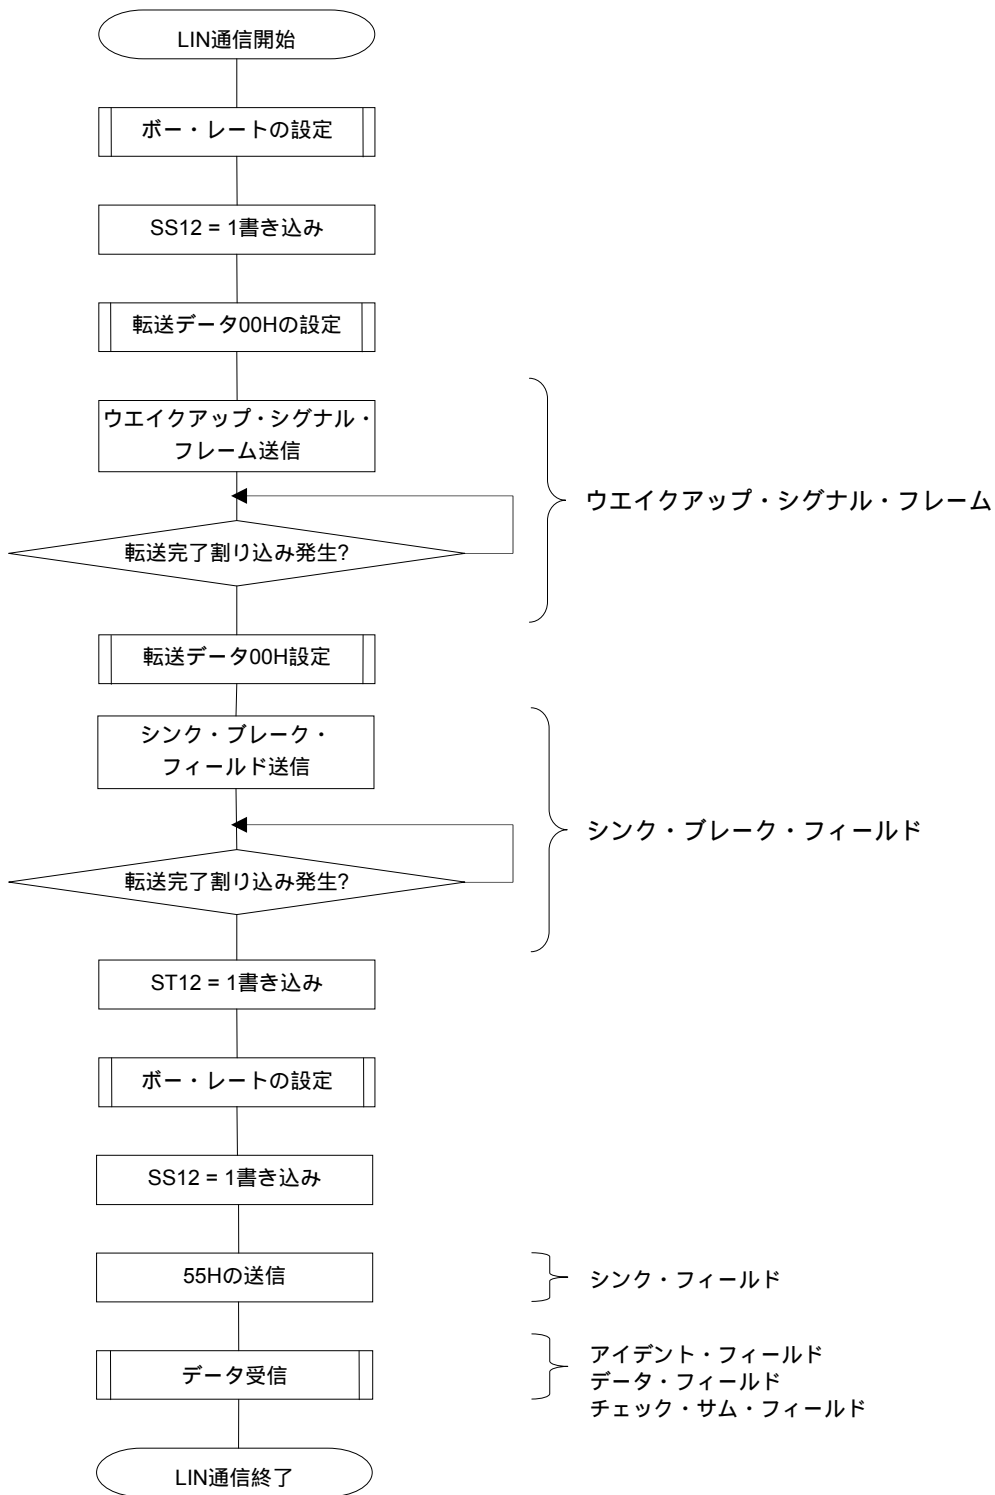 LIN通信開始
ボー・レートの設定
SS12 = 1書き込み
転送データ00Hの設定
ウエイクアップ・シグナル・
フレーム送信
ウエイクアップ・シグナル・フレーム
転送完了割り込み発生?
転送データ00H設定
シンク・ブレーク・
フィールド送信
シンク・ブレーク・フィールド
転送完了割り込み発生?
ST12 = 1書き込み
ボー・レートの設定
SS12 = 1書き込み
55Hの送信
シンク・フィールド
データ受信
アイデント・フィールド
データ・フィールド
チェック・サム・フィールド
LIN通信終了